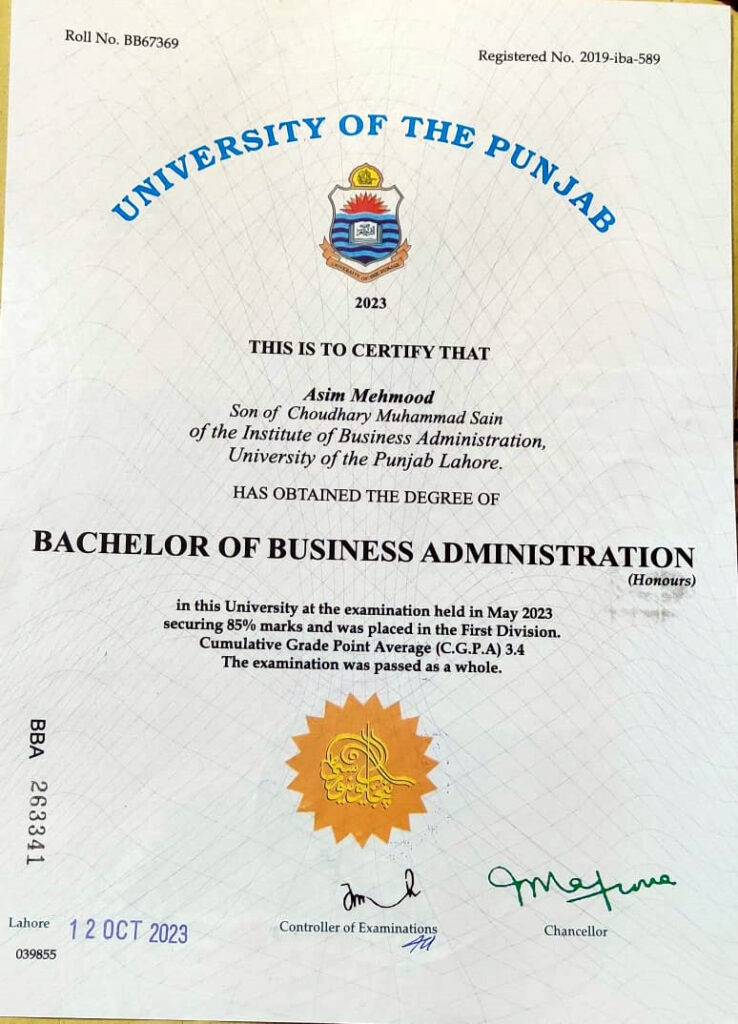 Roll No. BB67369
Registered No. 2019-iba-589
UNIVERSITY OF THE PUNJAB
UNIVERSITY OF THE PUNJAB
2023
THIS IS TO CERTIFY THAT
Asim Mehmood
Son of Choudhary Muhammad Sain
of the Institute of Business Administration,
University of the Punjab Lahore.
HAS OBTAINED THE DEGREE OF
BACHELOR OF BUSINESS ADMINISTRATION
(Honours)
in this University at the examination held in May 2023
securing 85% marks and was placed in the First Division.
Cumulative Grade Point Average (C.G.P.A) 3.4
The examination was passed as a whole.
BBA 263341
Lahore
12 OCT 2023
Controller of Examinations
Chancellor
039855